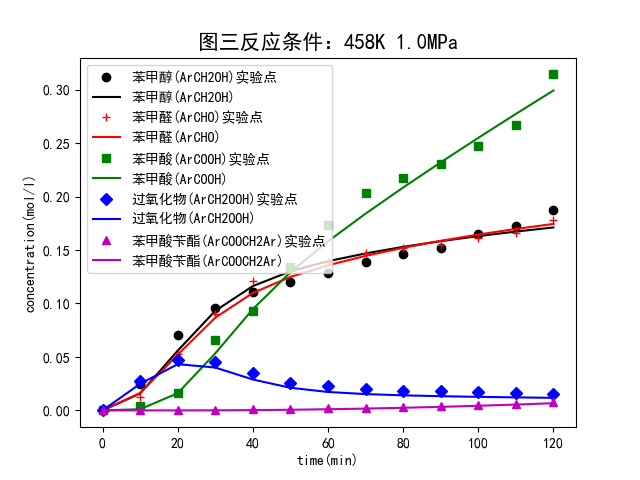 图三反应条件：458K 1.0MPa
苯甲醇(ArCH2OH)实验点
苯甲醇(ArCH2OH)
苯甲醛(ArCHO)实验点
苯甲醛(ArCHO)
苯甲酸(ArCOOH)实验点
苯甲酸(ArCOOH)
过氧化物(ArCH2OOH)实验点
过氧化物(ArCH2OOH)
苯甲酸苄酯(ArCOOCH2Ar)实验点
苯甲酸苄酯(ArCOOCH2Ar)
concentration(mol/l)
0.30
0.25
0.20
0.15
0.10
0.05
0.00
0 20 40 60 80 100 120
time(min)